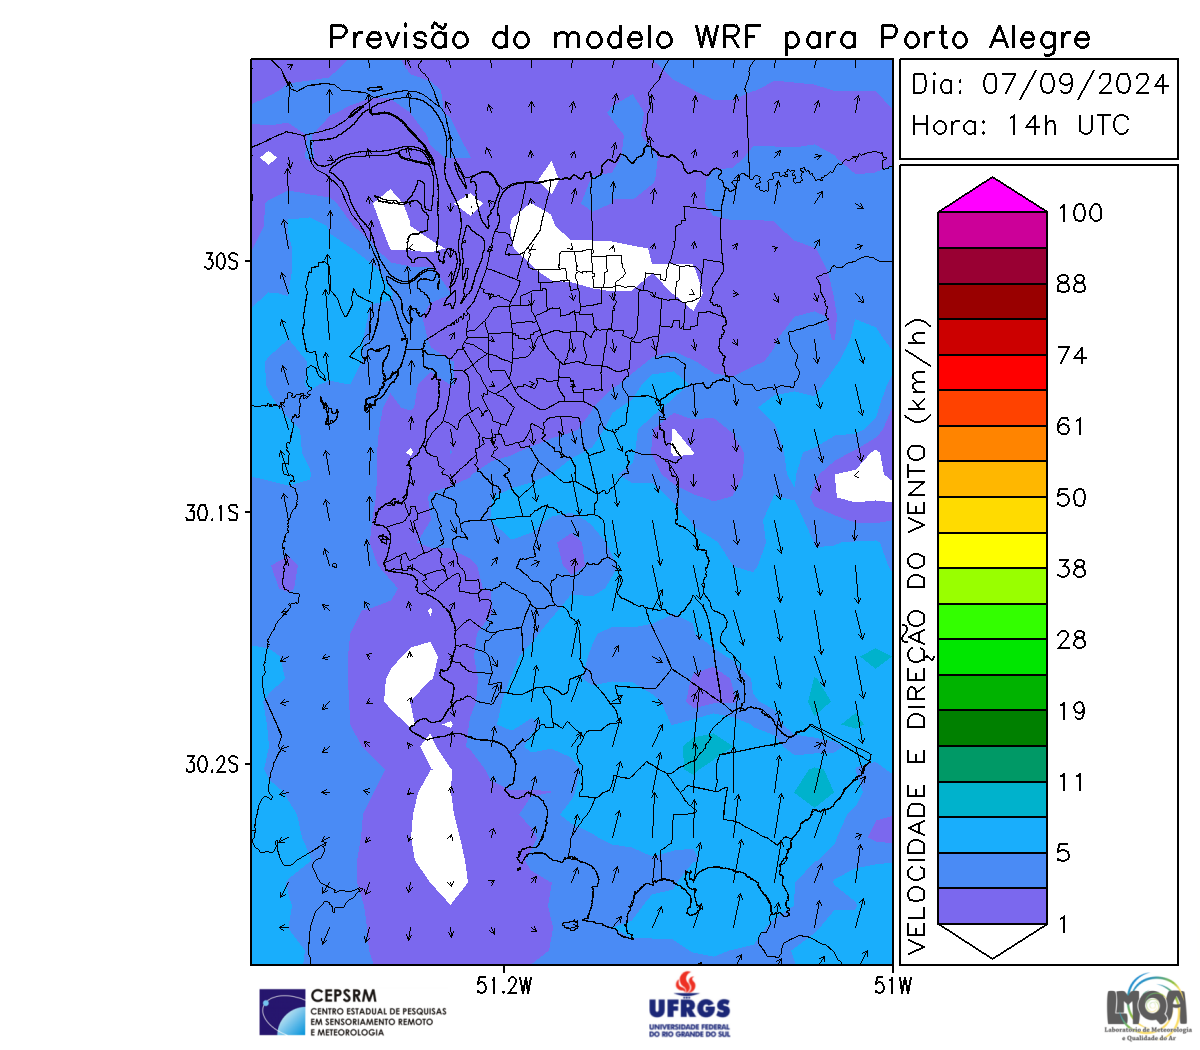 Previsão do modelo WRF para Porto Alegre
Dia: 07/09/2024
Hora: 14h UTC
30S
30.1S
30.2S
51.2W
51W
VELOCIDADE E DIREÇÃO DO VENTO (km/h)
100
88
74
61
50
38
28
19
11
5
1
CEPSRM
CENTRO ESTADUAL DE PESQUISAS
EM SENSORIAMENTO REMOTO
E METEOROLOGIA
UFRGS
UNIVERSIDADE FEDERAL
DO RIO GRANDE DO SUL
LMQA
Laboratório de Meteorologia
e Qualidade do Ar